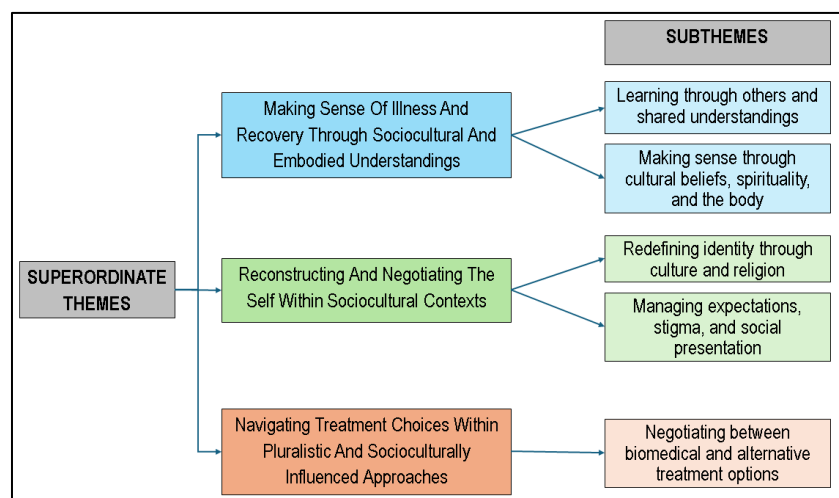 SUBTHEMES
Making Sense Of Illness And
Recovery Through Sociocultural And
Embodied Understandings
Learning through others and
shared understandings
Making sense through
cultural beliefs, spirituality,
and the body
SUPERORDINATE
THEMES
Reconstructing And Negotiating The
Self Within Sociocultural Contexts
Redefining identity through
culture and religion
Managing expectations,
stigma, and social
presentation
Navigating Treatment Choices Within
Pluralistic And Socioculturally
Influenced Approaches
Negotiating between
biomedical and alternative
treatment options